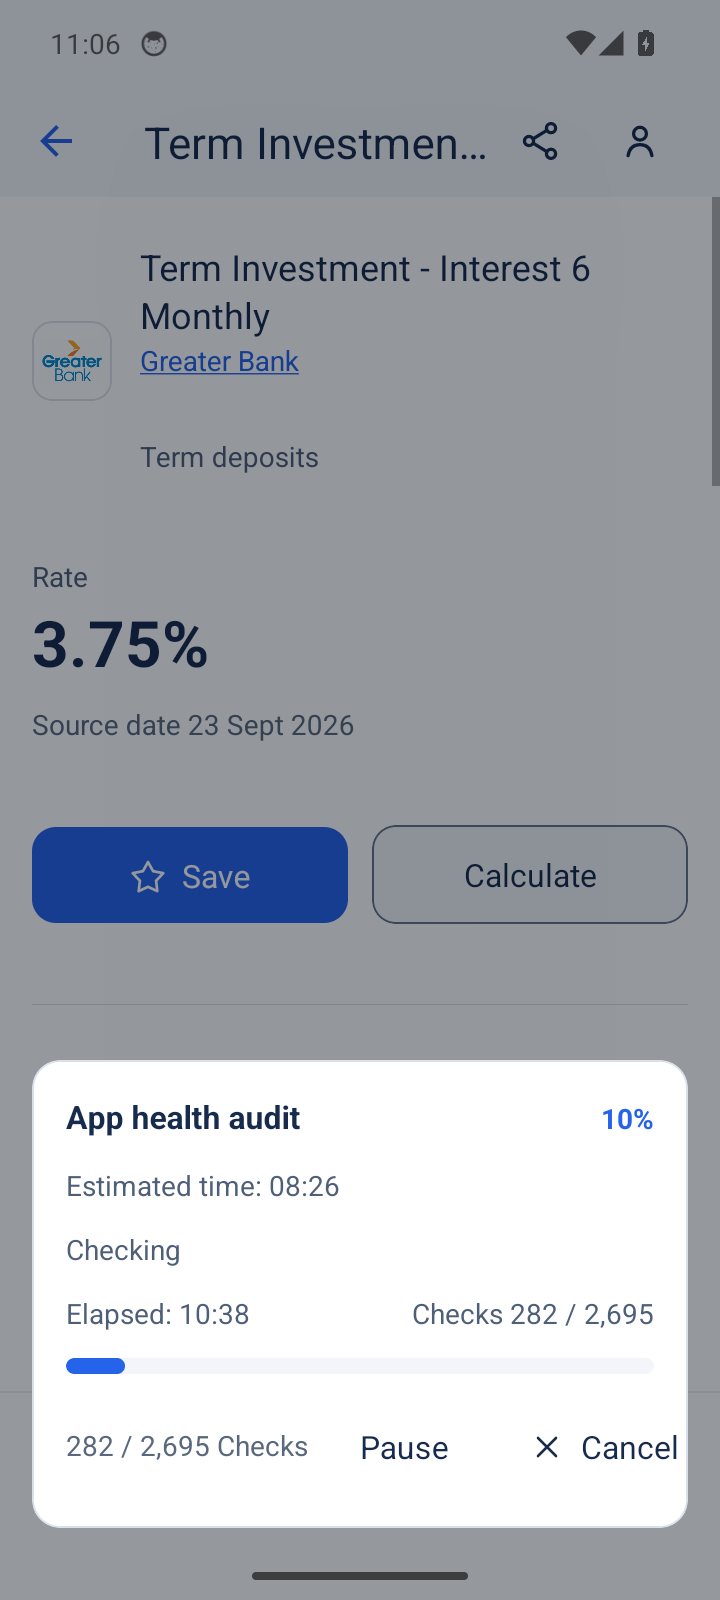 11:06
Term Investmen...
Term Investment - Interest 6
Monthly
Greater
Bank
Greater Bank
Term deposits
Rate
3.75%
Source date 23 Sept 2026
Save
Calculate
App health audit
10%
Estimated time: 08:26
Checking
Elapsed: 10:38
Checks 282 / 2,695
282 / 2,695 Checks
Pause
Cancel